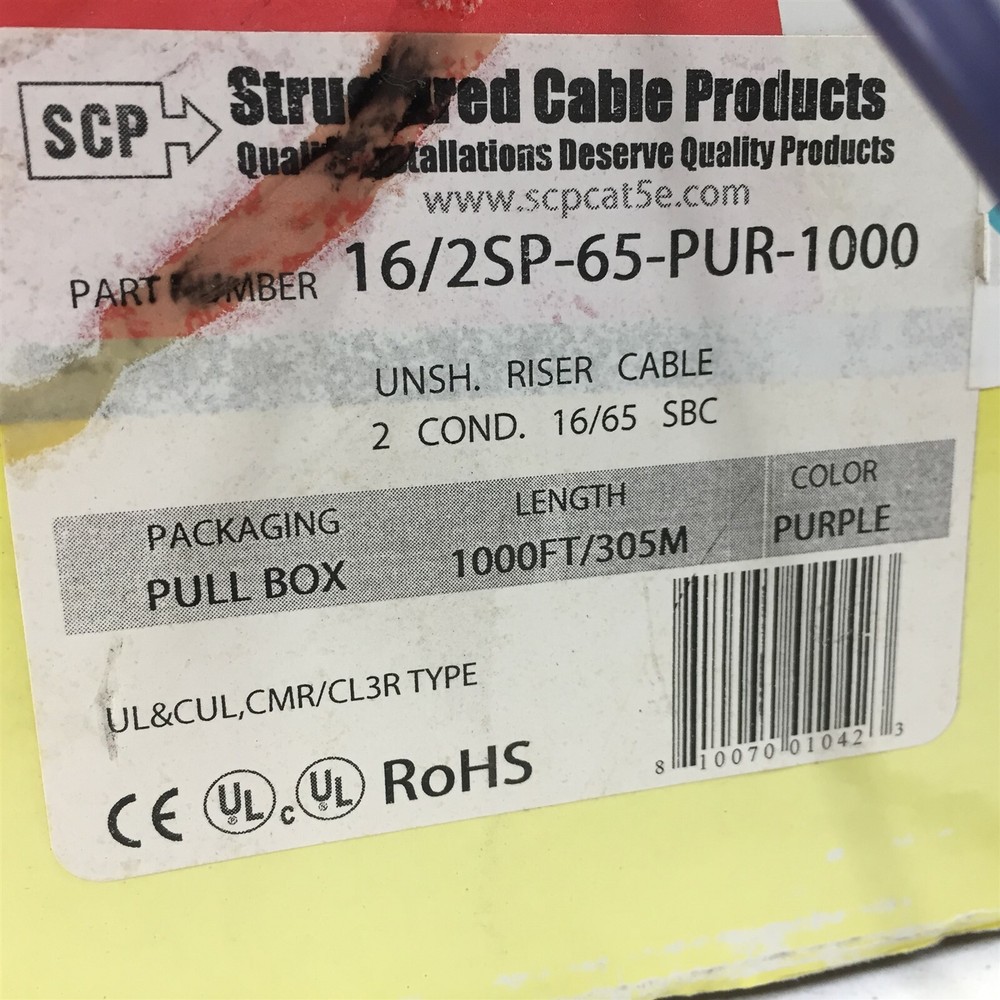 SCP
Structured Cable Products
Quality Installations Deserve Quality Products
www.scpcat5e.com
PART NUMBER 16/2SP-65-PUR-1000
UNSH. RISER CABLE
2 COND. 16/65 SBC
PACKAGING LENGTH COLOR
PULL BOX 1000FT/305M PURPLE
UL&CUL,CMR/CL3R TYPE
CE UL c UL RoHS
8 10070 01042 3